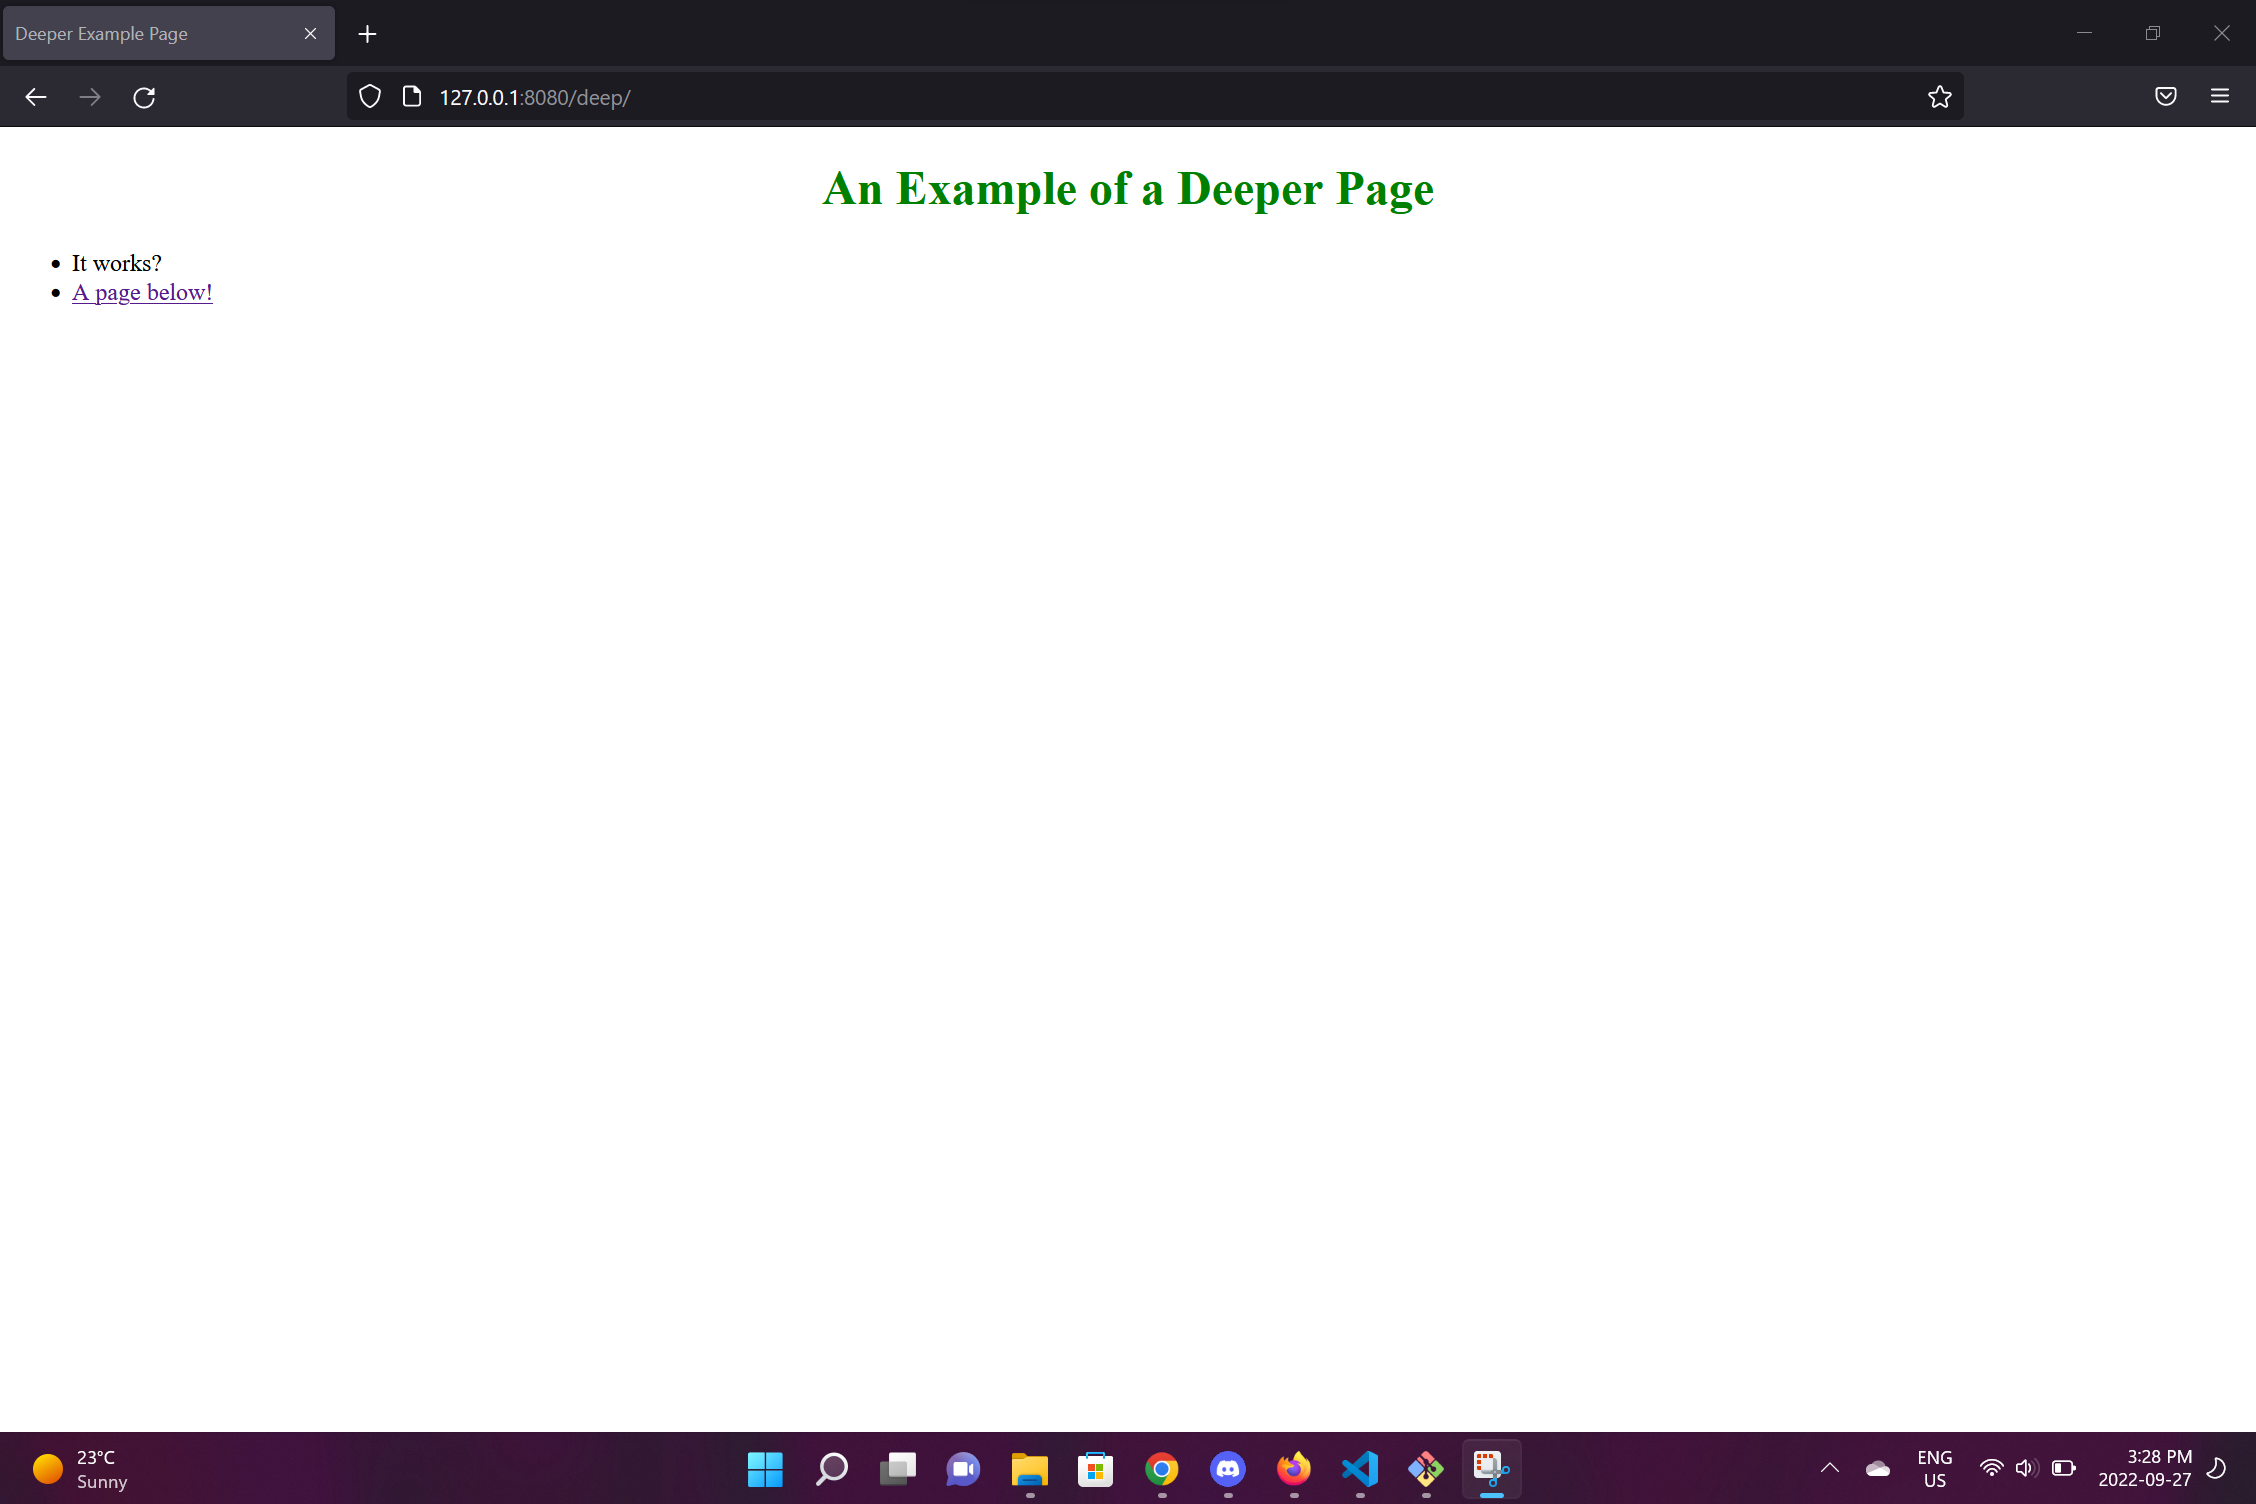 Deeper Example Page
127.0.0.1:8080/deep/
An Example of a Deeper Page
It works?
A page below!
23°C
Sunny
ENG
US
3:28 PM
2022-09-27